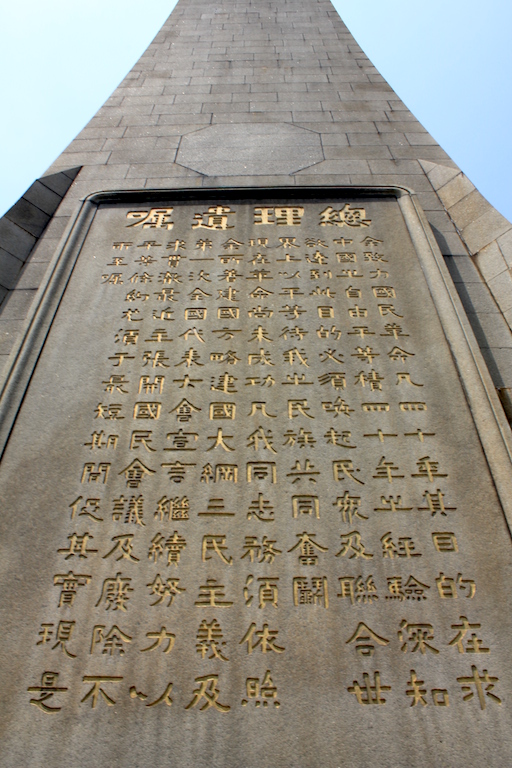 總理遺囑
余致力國民革命凡四十年其目的在求
中國之自由平等積四十年之經驗深知
欲達到此目的必須喚起民衆及聯合世
界上以平等待我之民族共同奮鬪
現在革命尚未成功凡我同志務須依照
余所著建國方略建國大綱三民主義及
第一次全國代表大會宣言繼續努力以
求貫徹最近主張開國民會議及廢除不
平等條約尤須于最短期間促其實現是
所至囑